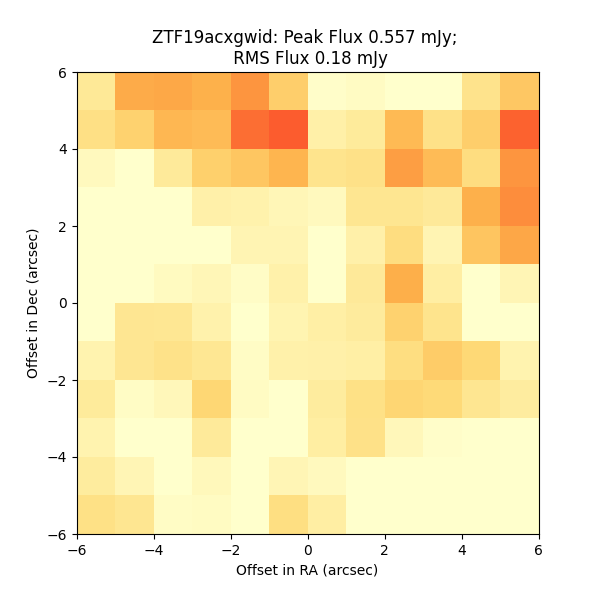 ZTF19acxgwid: Peak Flux 0.557 mJy;
RMS Flux 0.18 mJy
6
4
2
0
−2
−4
−6
Offset in Dec (arcsec)
−6 −4 −2 0 2 4 6
Offset in RA (arcsec)